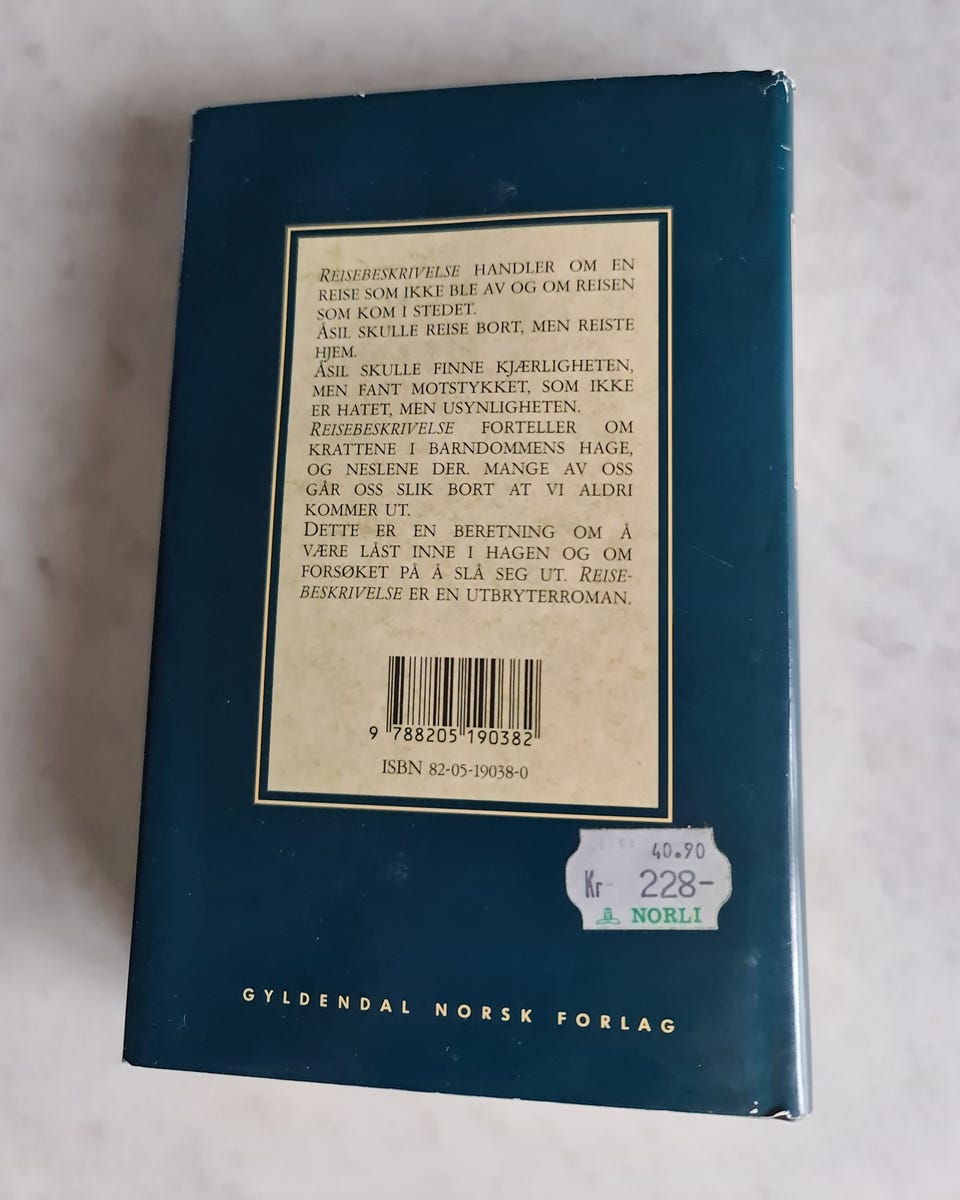 REISEBESKRIVELSE HANDLER OM EN
REISE SOM IKKE BLE AV OG OM REISEN
SOM KOM I STEDET.
ÅSIL SKULLE REISE BORT, MEN REISTE
HJEM.
ÅSIL SKULLE FINNE KJÆRLIGHETEN,
MEN FANT MOTSTYKKET, SOM IKKE
ER HATET, MEN USYNLIGHETEN.
REISEBESKRIVELSE FORTELLER OM
KRATTENE I BARNDOMMENS HAGE,
OG NESLENE DER. MANGE AV OSS
GÅR OSS SLIK BORT AT VI ALDRI
KOMMER UT.
DETTE ER EN BERETNING OM Å
VÆRE LÅST INNE I HAGEN OG OM
FORSØKET PÅ Å SLÅ SEG UT. REISE-
BESKRIVELSE ER EN UTBRYTERROMAN.
9 788205 190382
ISBN 82-05-19038-0
40.90
Kr 228-
NORLI
GYLDENDAL NORSK FORLAG